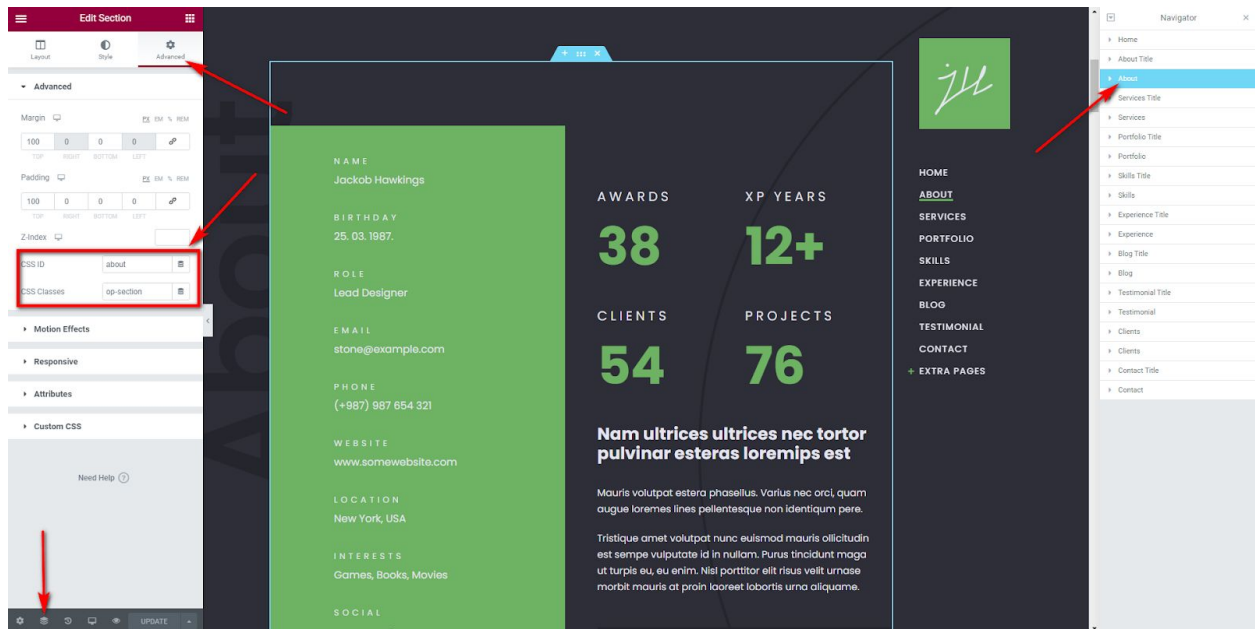 Edit Section
Layout
Style
Advanced
Advanced
Margin
PX EM % REM
100 0 0 0
TOP RIGHT BOTTOM LEFT
Padding
PX EM % REM
100 0 0 0
TOP RIGHT BOTTOM LEFT
Z-Index
CSS ID
about
CSS Classes
op-section
Motion Effects
Responsive
Attributes
Custom CSS
Need Help ?
UPDATE
About
NAME
Jackob Hawkings
BIRTHDAY
25. 03. 1987.
ROLE
Lead Designer
EMAIL
stone@example.com
PHONE
(+987) 987 654 321
WEBSITE
www.somewebsite.com
LOCATION
New York, USA
INTERESTS
Games, Books, Movies
SOCIAL
AWARDS
38
XP YEARS
12+
CLIENTS
54
PROJECTS
76
Nam ultrices ultrices nec tortor
pulvinar esteras loremips est
Mauris volutpat estera phasellus. Varius nec orci, quam
augue loremes lines pellentesque non identiqum pere.
Tristique amet volutpat nunc euismod mauris ollicitudin
est sempe vulputate id in nullam. Purus tincidunt maga
ut turpis eu, eu enim. Nisl porttitor elit risus velit urnase
morbit mauris at proin laoreet lobortis urna aliquame.
HOME
ABOUT
SERVICES
PORTFOLIO
SKILLS
EXPERIENCE
BLOG
TESTIMONIAL
CONTACT
+ EXTRA PAGES
Navigator
Home
About Title
About
Services Title
Services
Portfolio Title
Portfolio
Skills Title
Skills
Experience Title
Experience
Blog Title
Blog
Testimonial Title
Testimonial
Clients
Clients
Contact Title
Contact